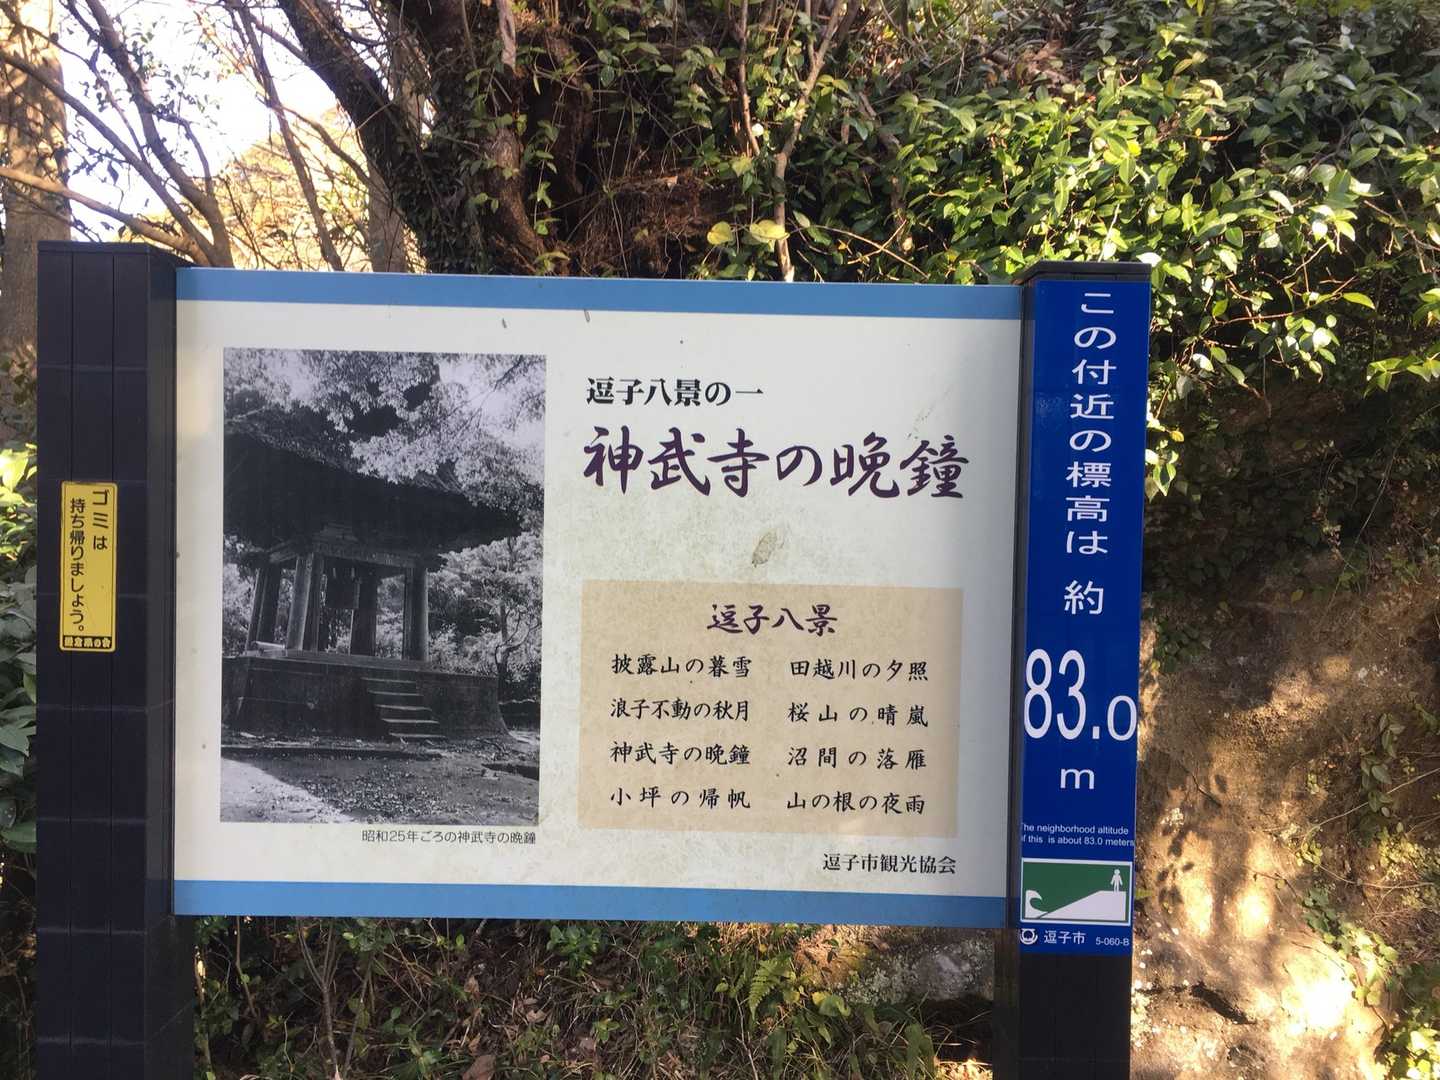 ゴミは
持ち帰りましょう。
逗子八景の一
神武寺の晩鐘
昭和25年ごろの神武寺の晩鐘
逗子八景
披露山の暮雪 田越川の夕照
浪子不動の秋月 桜山の晴嵐
神武寺の晩鐘 沼間の落雁
小坪の帰帆 山の根の夜雨
逗子市観光協会
この付近の標高は 約
83.0
m
The neighborhood altitude
of this is about 83.0 meters
逗子市 5-060-B